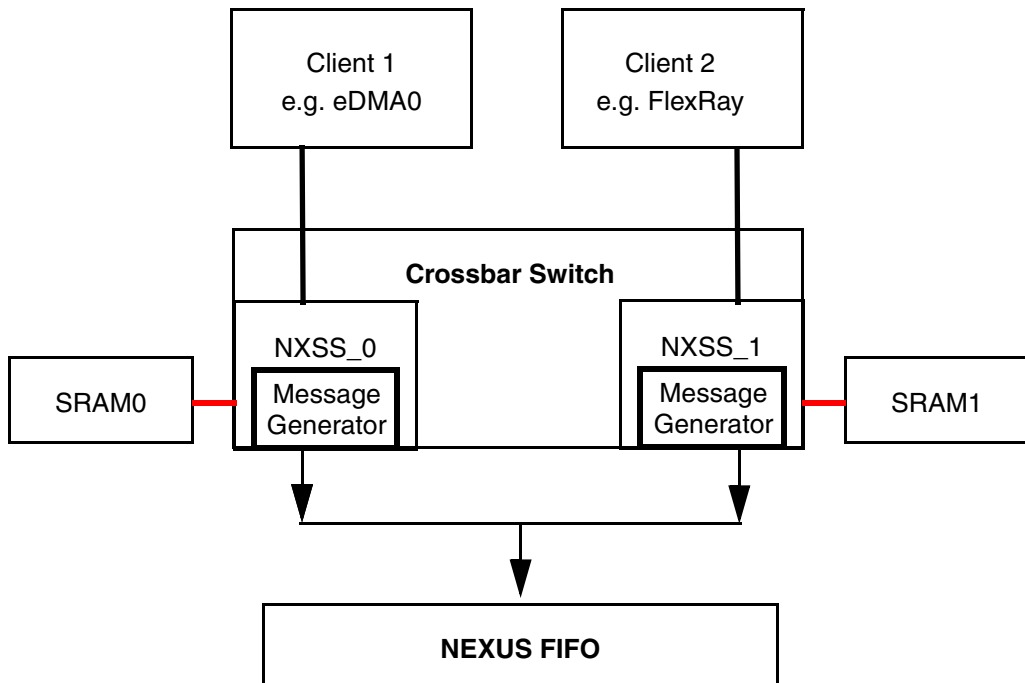 Client 1
e.g. eDMA0
Client 2
e.g. FlexRay
Crossbar Switch
NXSS_0
Message
Generator
NXSS_1
Message
Generator
SRAM0
SRAM1
NEXUS FIFO